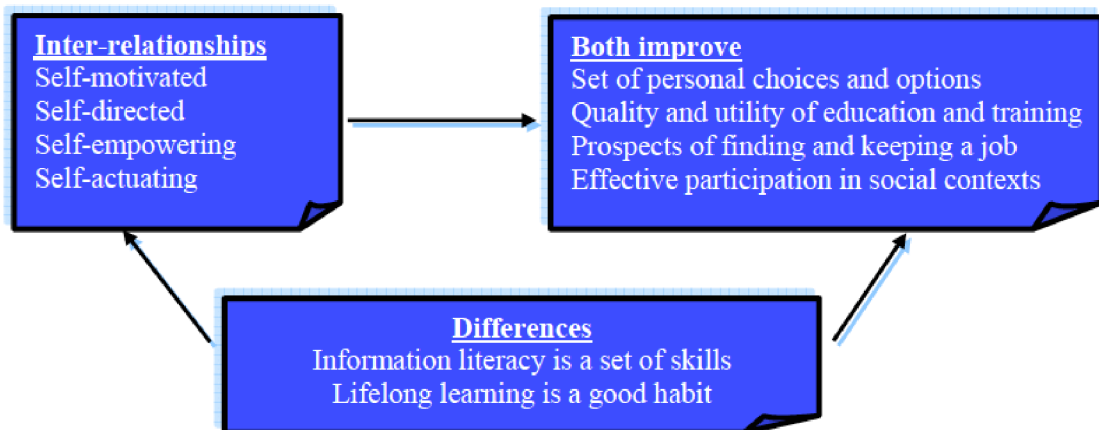 Inter-relationships
Self-motivated
Self-directed
Self-empowering
Self-actuating
Both improve
Set of personal choices and options
Quality and utility of education and training
Prospects of finding and keeping a job
Effective participation in social contexts
Differences
Information literacy is a set of skills
Lifelong learning is a good habit